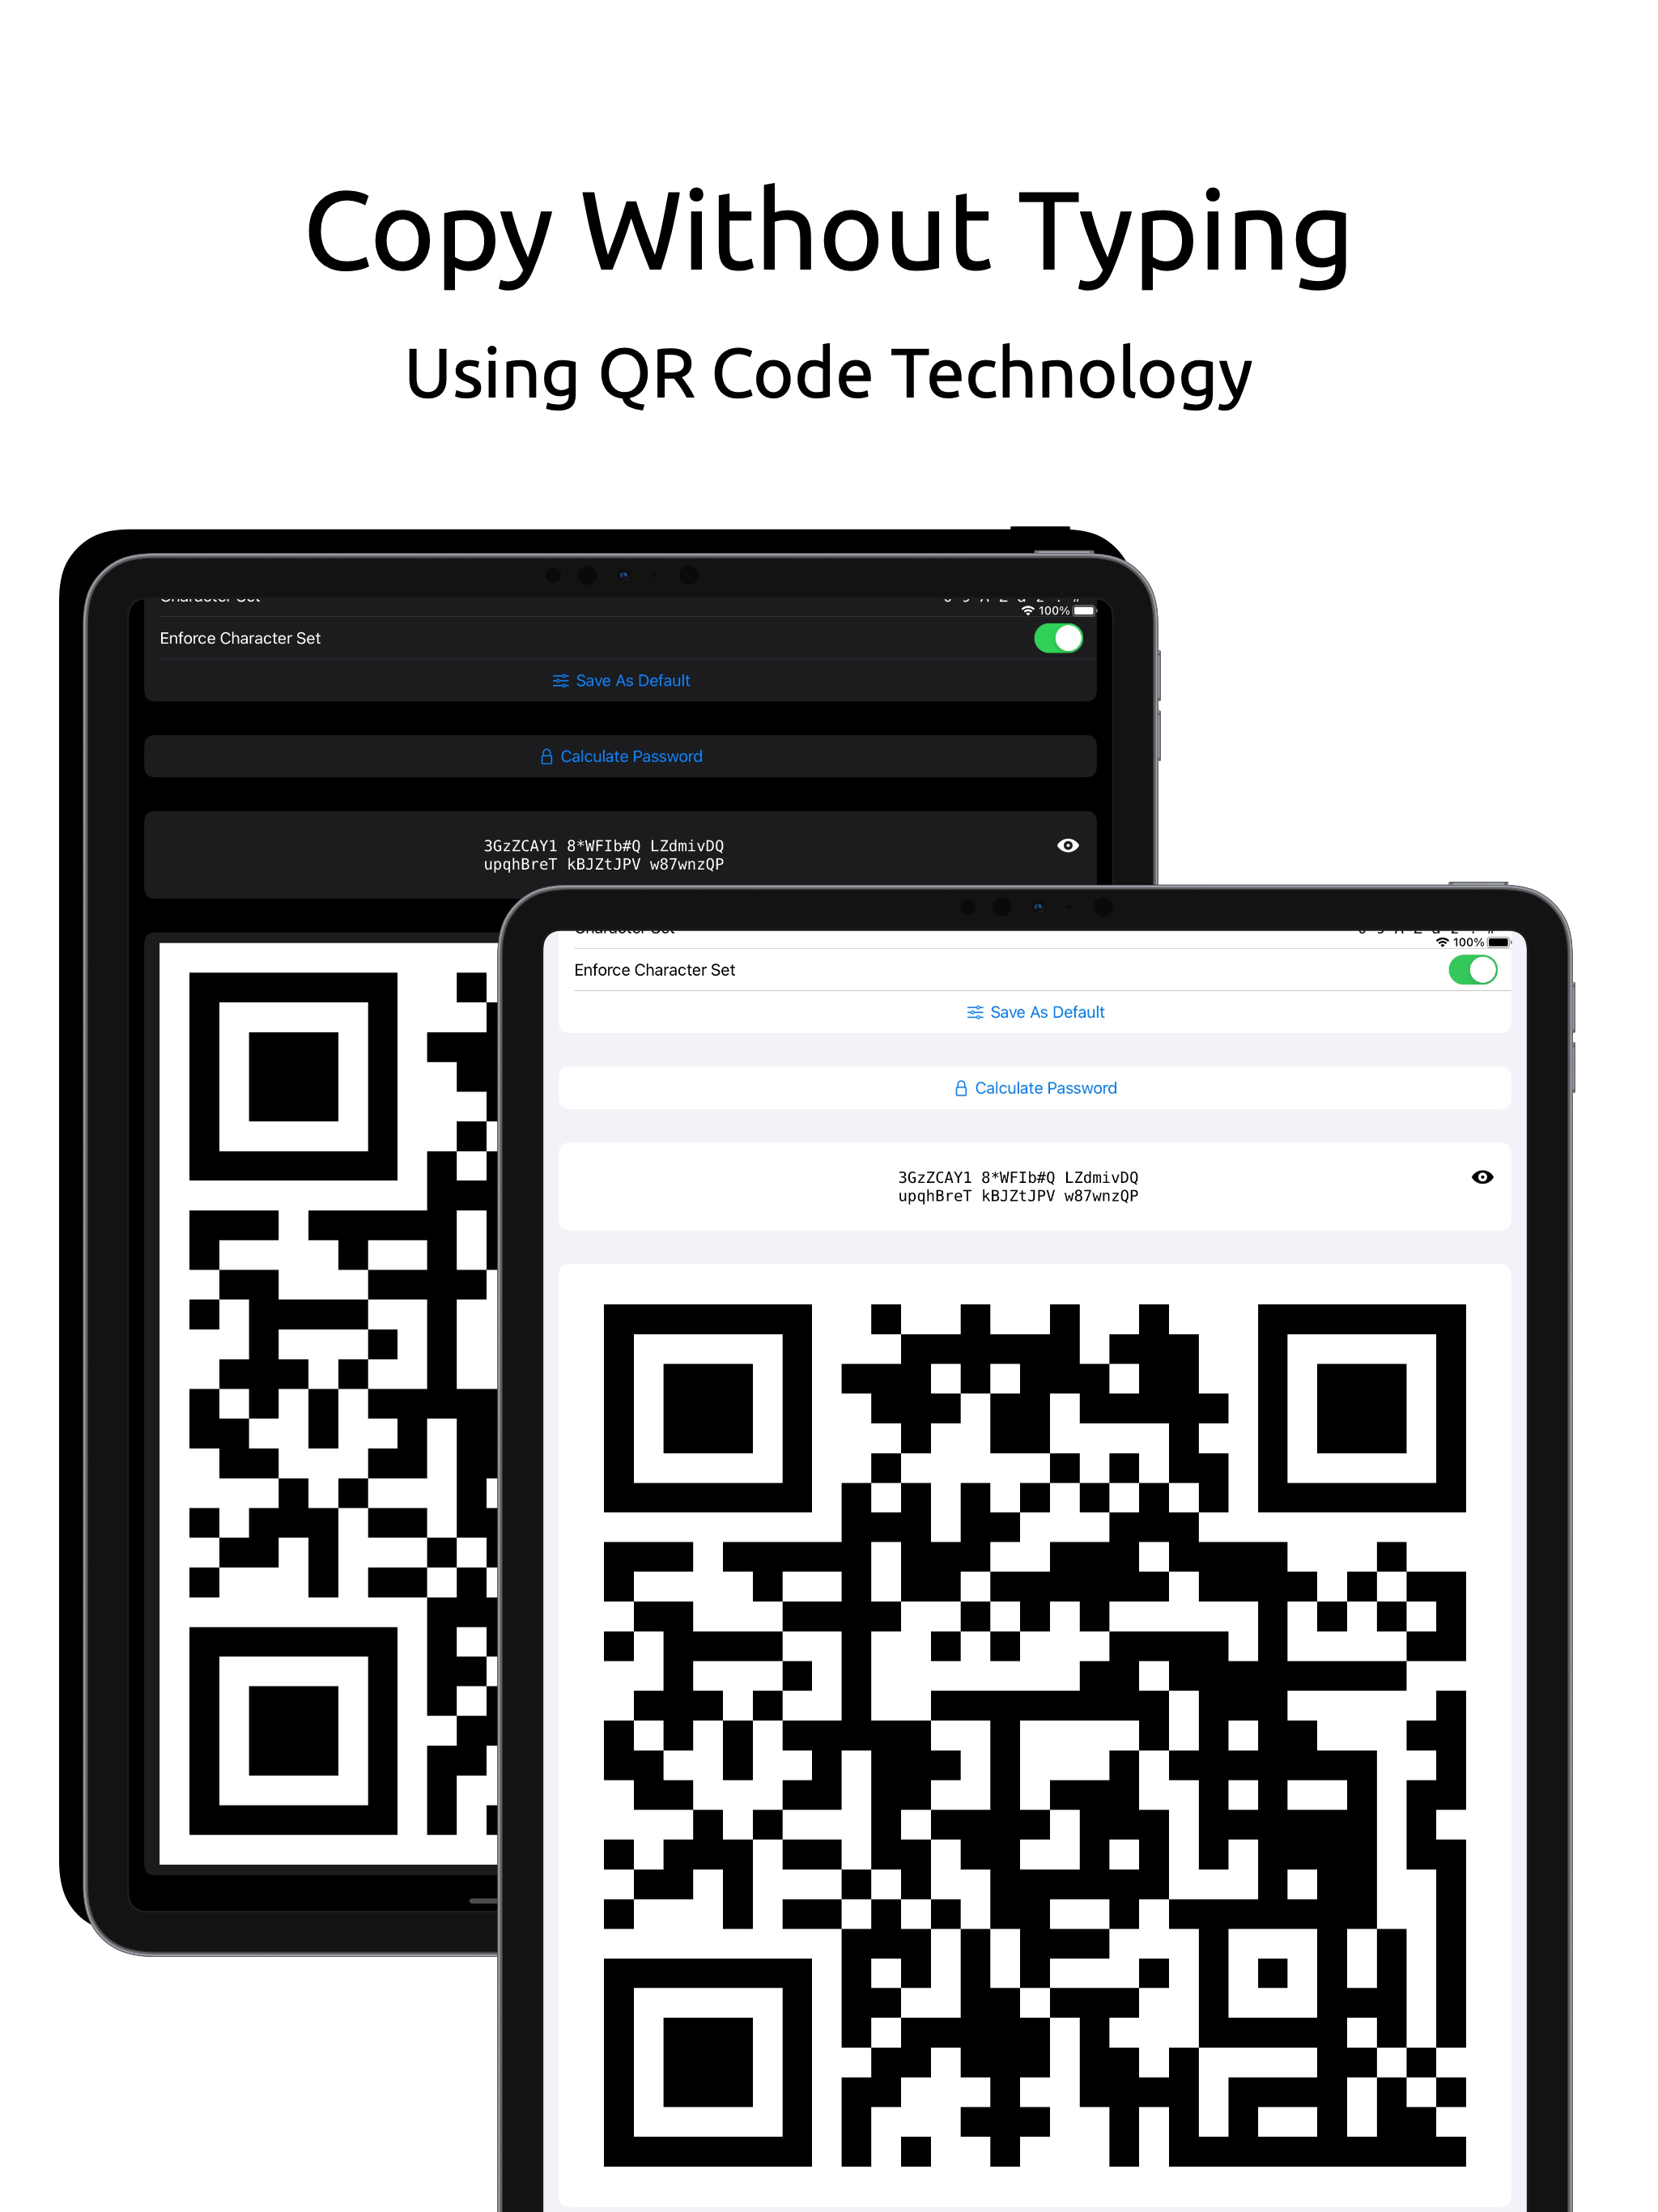 Copy Without Typing
Using QR Code Technology
100%
Enforce Character Set
Save As Default
Calculate Password
3GzZCAY1 8*WFIb#Q LZdmivDQ
upqhBreT kBJZtJPV w87wnzQP
100%
Enforce Character Set
Save As Default
Calculate Password
3GzZCAY1 8*WFIb#Q LZdmivDQ
upqhBreT kBJZtJPV w87wnzQP